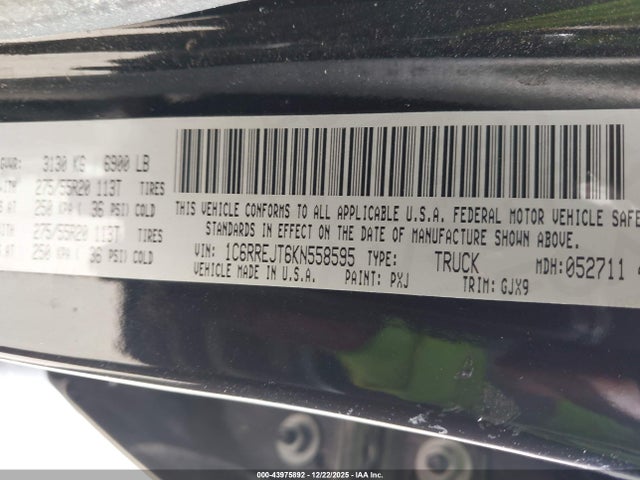 GVWR: 3130 KG 6900 LB
WITH 275/55R20 113T TIRES
250 KPA ( 36 PSI) COLD
WITH 275/55R20 113T TIRES
250 KPA ( 36 PSI) COLD
THIS VEHICLE CONFORMS TO ALL APPLICABLE U.S.A. FEDERAL MOTOR VEHICLE SAFE
STANDARDS IN EFFECT ON THE DATE OF MANUFACTURE SHOWN ABOVE.
VIN: 1C6RREJT6KN558595 TYPE: TRUCK MDH:052711
VEHICLE MADE IN U.S.A. PAINT: PXJ TRIM: GJX9
000-43975892 - 12/22/2025 - IAA Inc.